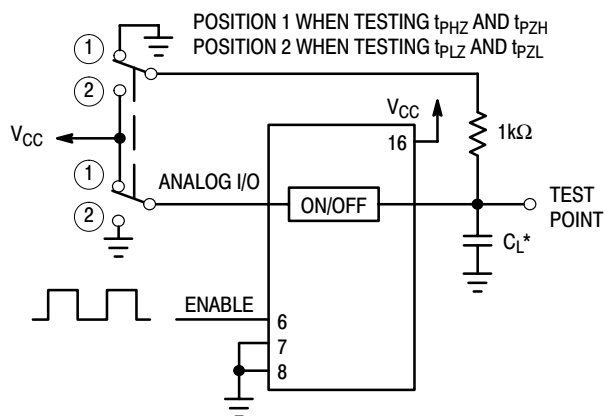 POSITION 1 WHEN TESTING tPHZ AND tPZH
POSITION 2 WHEN TESTING tPLZ AND tPZL
1
2
VCC
VCC
16
1kΩ
1
ANALOG I/O
ON/OFF
TEST
POINT
2
CL*
ENABLE
6
7
8